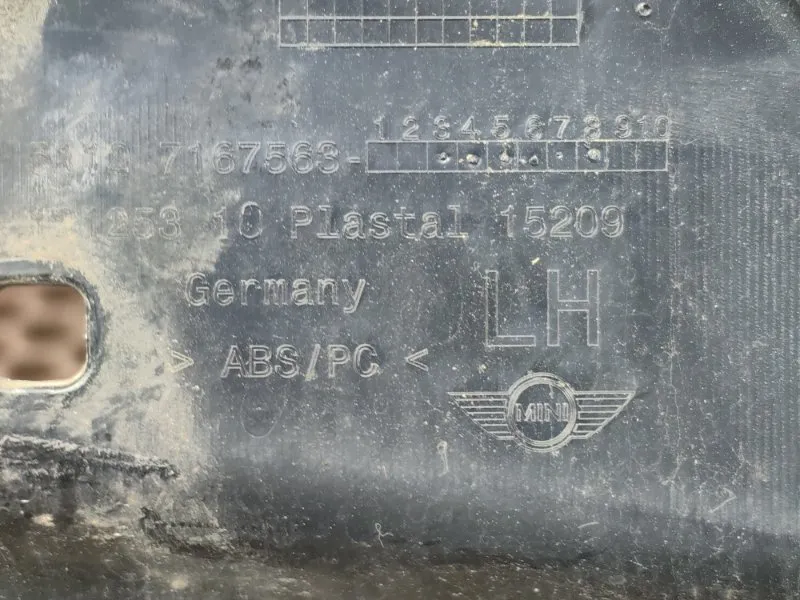 1 2 3 4 5 6 7 8 9 10
7167563-
10 Plastal 15209
Germany
LH
> ABS/PC <
MINI